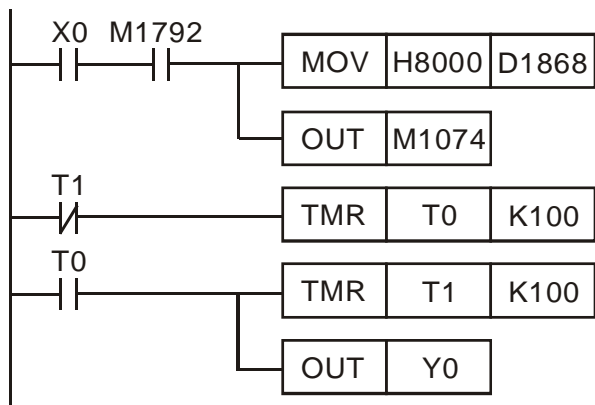 X0 M1792
MOV H8000 D1868
OUT M1074
T1
TMR T0 K100
T0
TMR T1 K100
OUT Y0